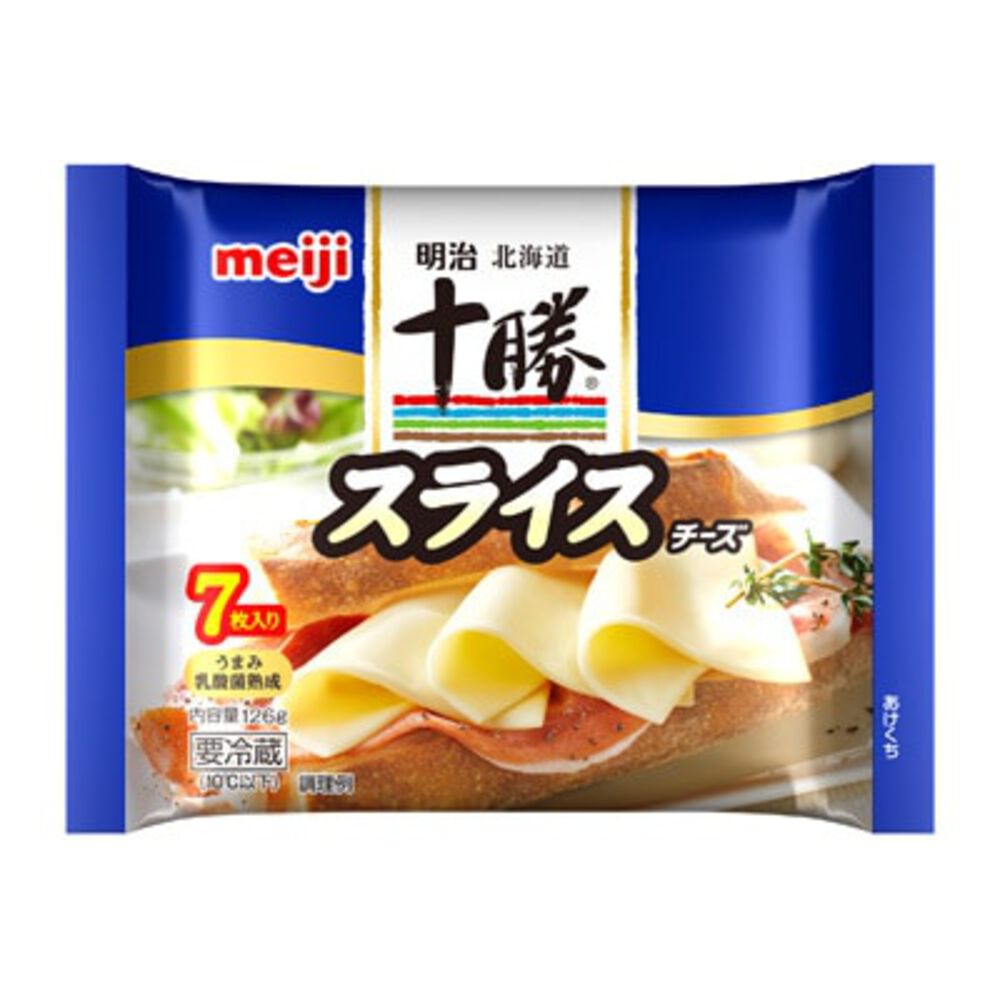 meiji
明治 北海道
十勝®
スライス
チーズ
7枚入り
うまみ
乳酸菌熟成
内容量126g
要冷蔵
(10℃以下)
調理例
あけくち